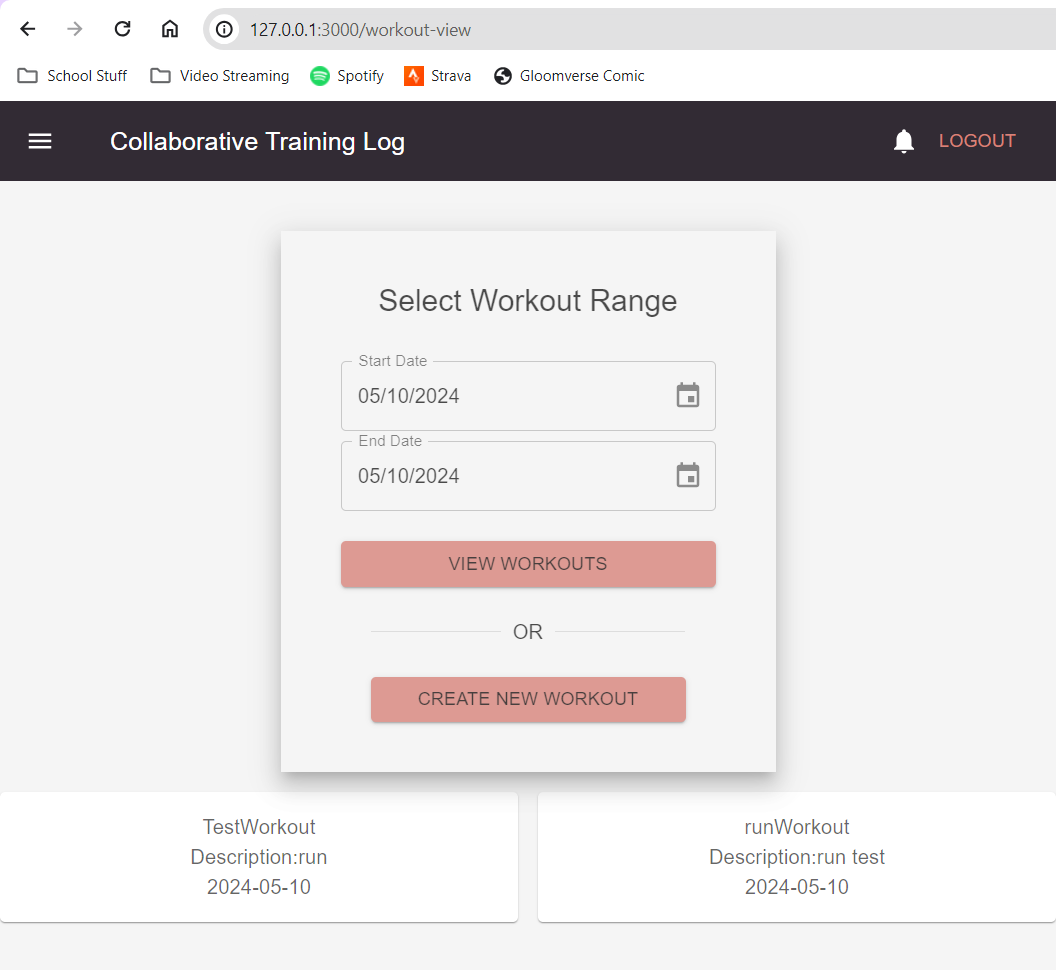 127.0.0.1:3000/workout-view
School Stuff Video Streaming Spotify Strava Gloomverse Comic
Collaborative Training Log LOGOUT
Select Workout Range
Start Date
05/10/2024
End Date
05/10/2024
VIEW WORKOUTS
OR
CREATE NEW WORKOUT
TestWorkout
Description:run
2024-05-10
runWorkout
Description:run test
2024-05-10